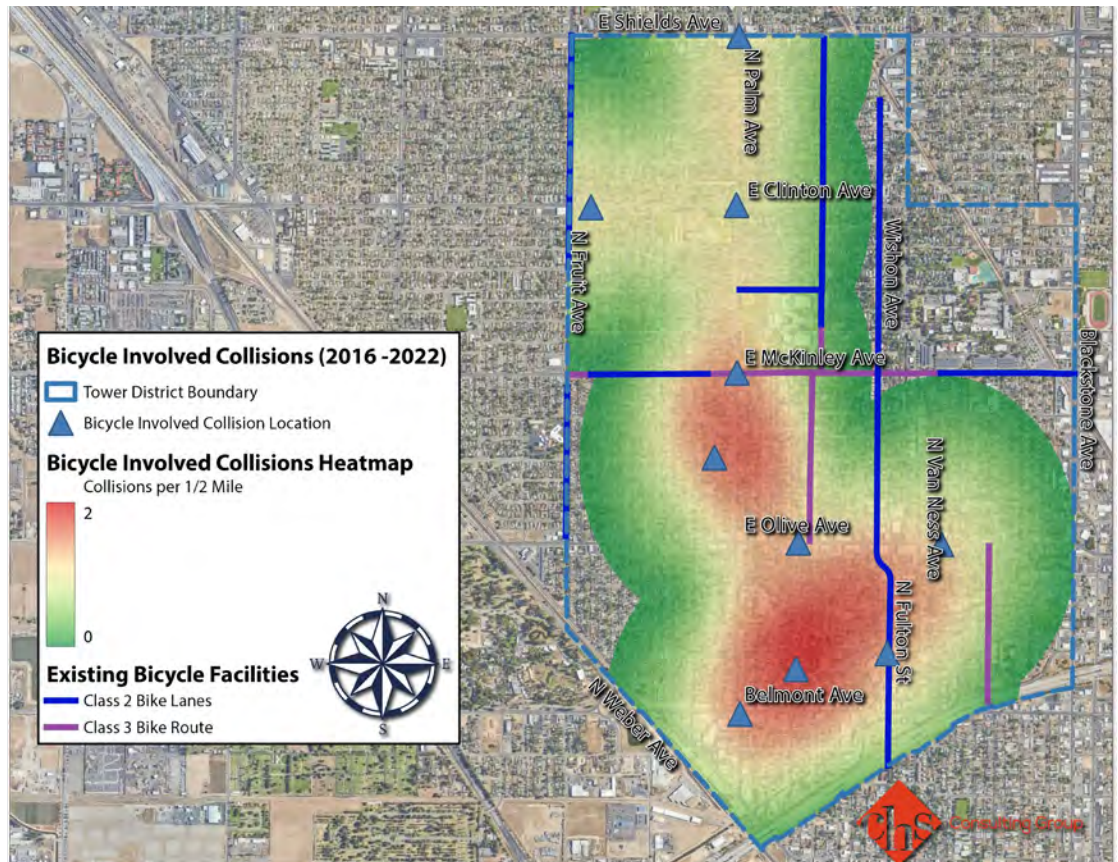 E Shields Ave
N Palm Ave
E Clinton Ave
N Fruit Ave
Wishon Ave
Blackstone Ave
E McKinley Ave
N Van Ness Ave
E Olive Ave
N Fulton St
Belmont Ave
N Weber Ave
Bicycle Involved Collisions (2016 -2022)
Tower District Boundary
Bicycle Involved Collision Location
Bicycle Involved Collisions Heatmap
Collisions per 1/2 Mile
2
0
N
W
E
S
Existing Bicycle Facilities
Class 2 Bike Lanes
Class 3 Bike Route
chs Consulting Group